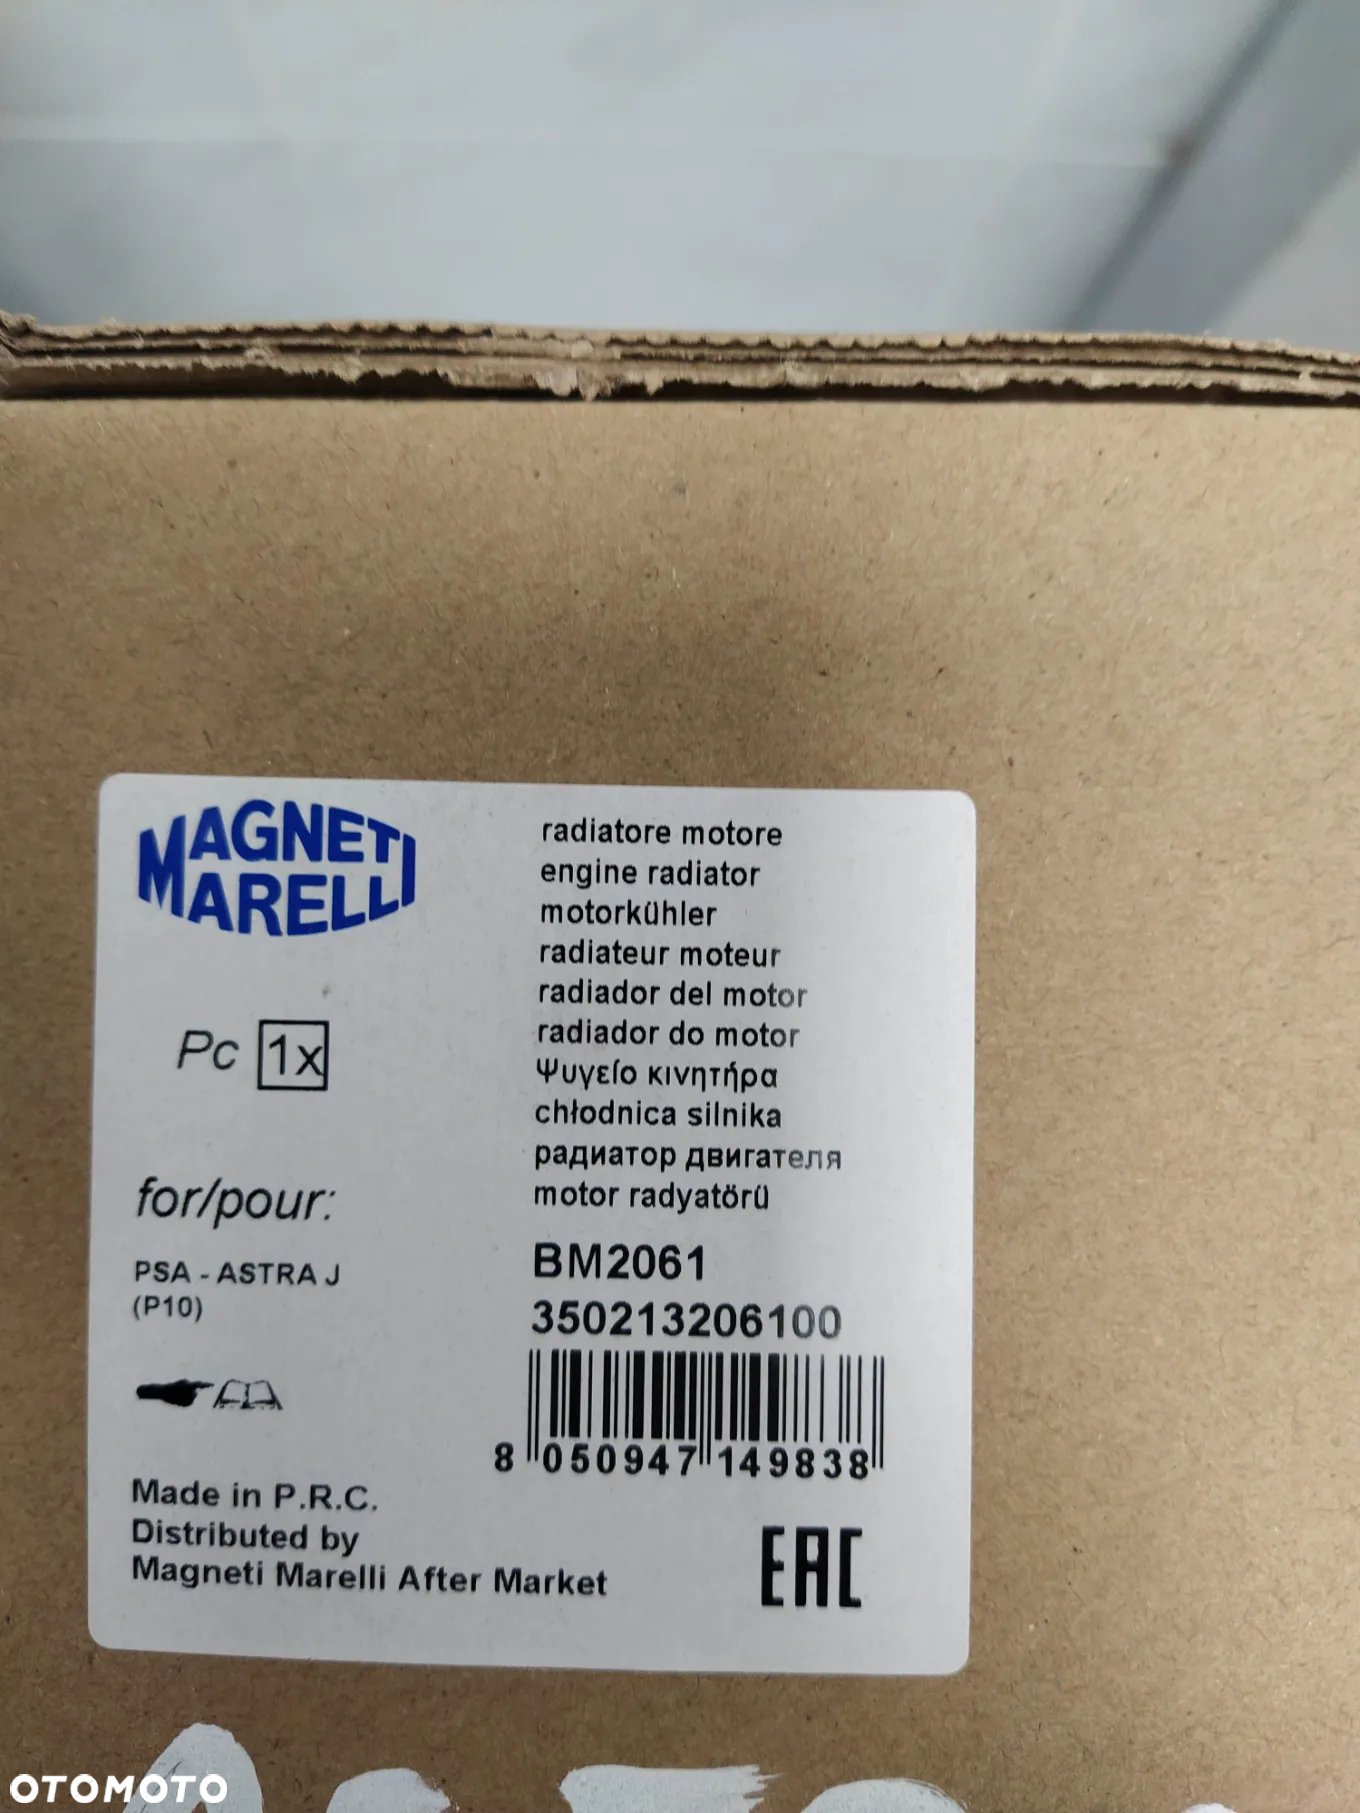 MAGNETI
MARELLI
Pc 1x
for/pour:
PSA - ASTRA J
(P10)
radiatore motore
engine radiator
motorkühler
radiateur moteur
radiador del motor
radiador do motor
Ψυγείο κινητήρα
chłodnica silnika
радиатор двигателя
motor radyatörü
BM2061
350213206100
8 050947 149838
Made in P.R.C.
Distributed by
Magneti Marelli After Market
EAC
OTOMOTO